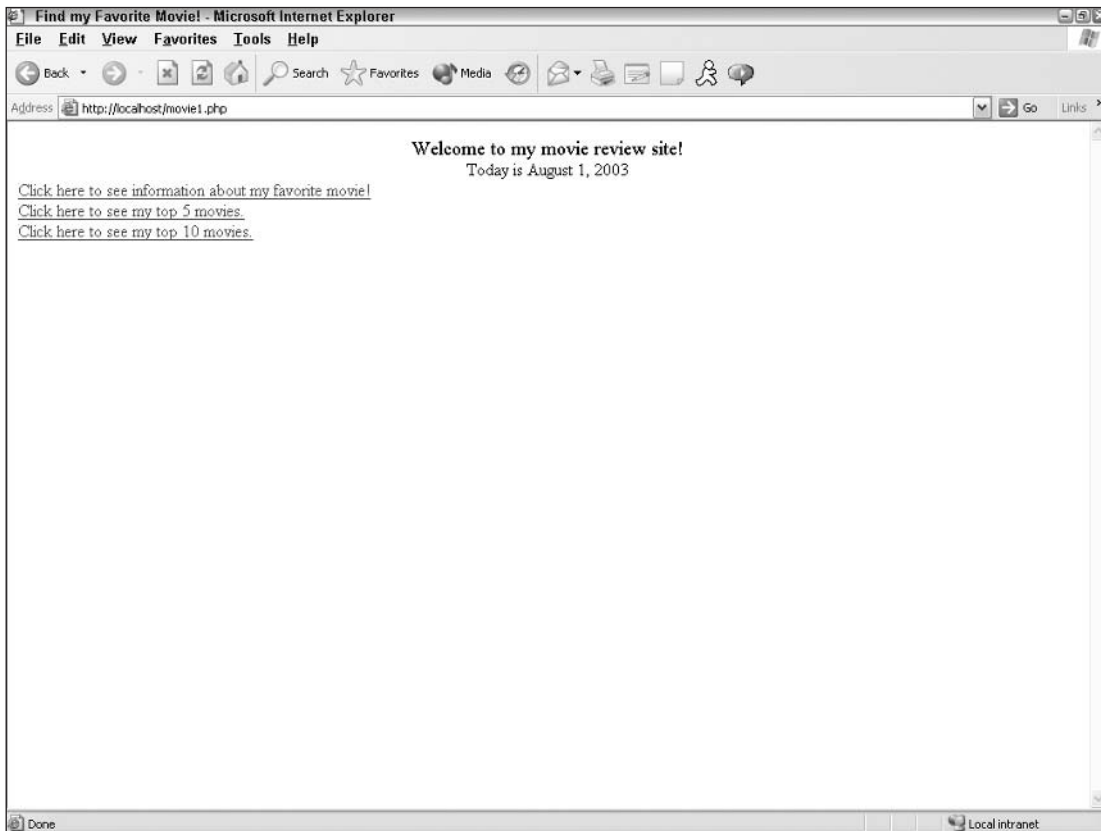 Find my Favorite Movie! - Microsoft Internet Explorer
File Edit View Favorites Tools Help
Back Search Favorites Media
Address http://localhost/movie1.php Go Links
Welcome to my movie review site!
Today is August 1, 2003
Click here to see information about my favorite movie!
Click here to see my top 5 movies.
Click here to see my top 10 movies.
Done Local intranet